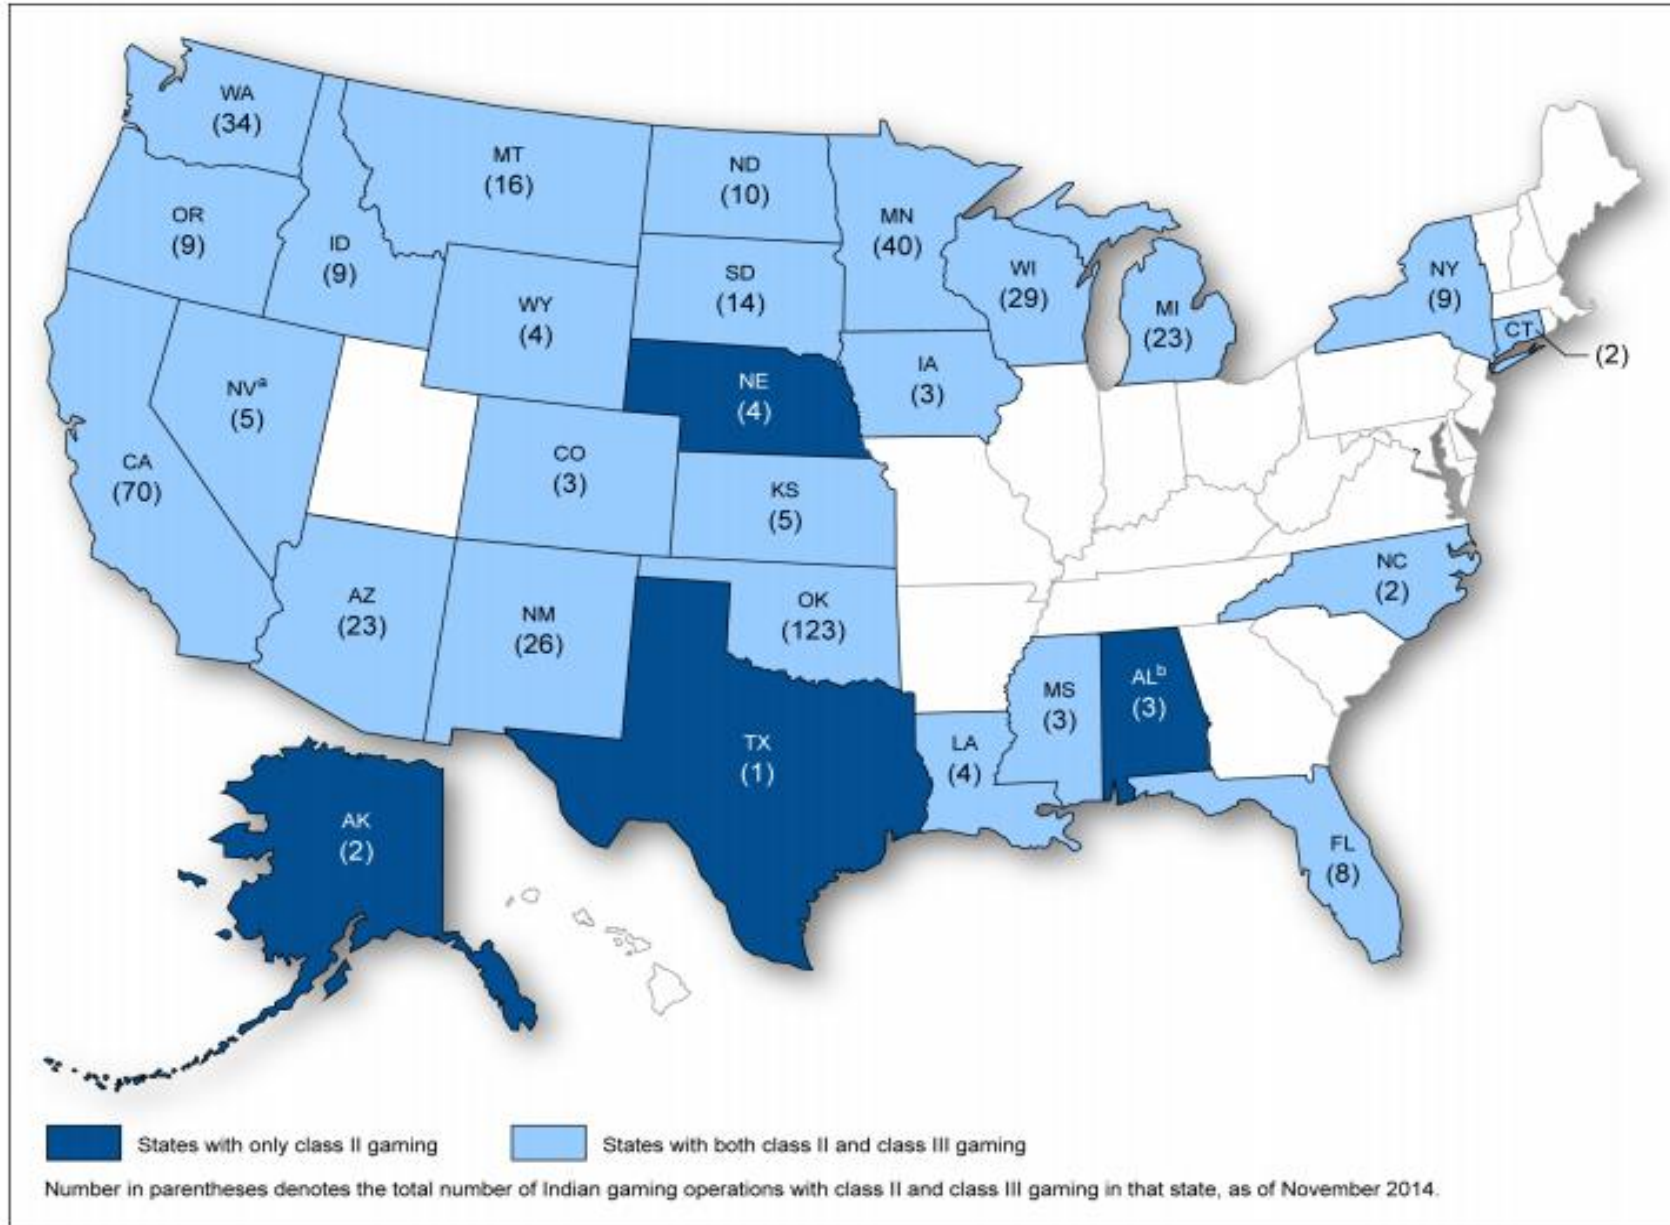 WA
(34)
MT
(16)
ND
(10)
MN
(40)
OR
(9)
ID
(9)
WY
(4)
SD
(14)
WI
(29)
MI
(23)
NY
(9)
CT
(2)
NVᵃ
(5)
NE
(4)
IA
(3)
CA
(70)
CO
(3)
KS
(5)
AZ
(23)
NM
(26)
OK
(123)
NC
(2)
TX
(1)
LA
(4)
MS
(3)
ALᵇ
(3)
FL
(8)
AK
(2)
States with only class II gaming
States with both class II and class III gaming
Number in parentheses denotes the total number of Indian gaming operations with class II and class III gaming in that state, as of November 2014.